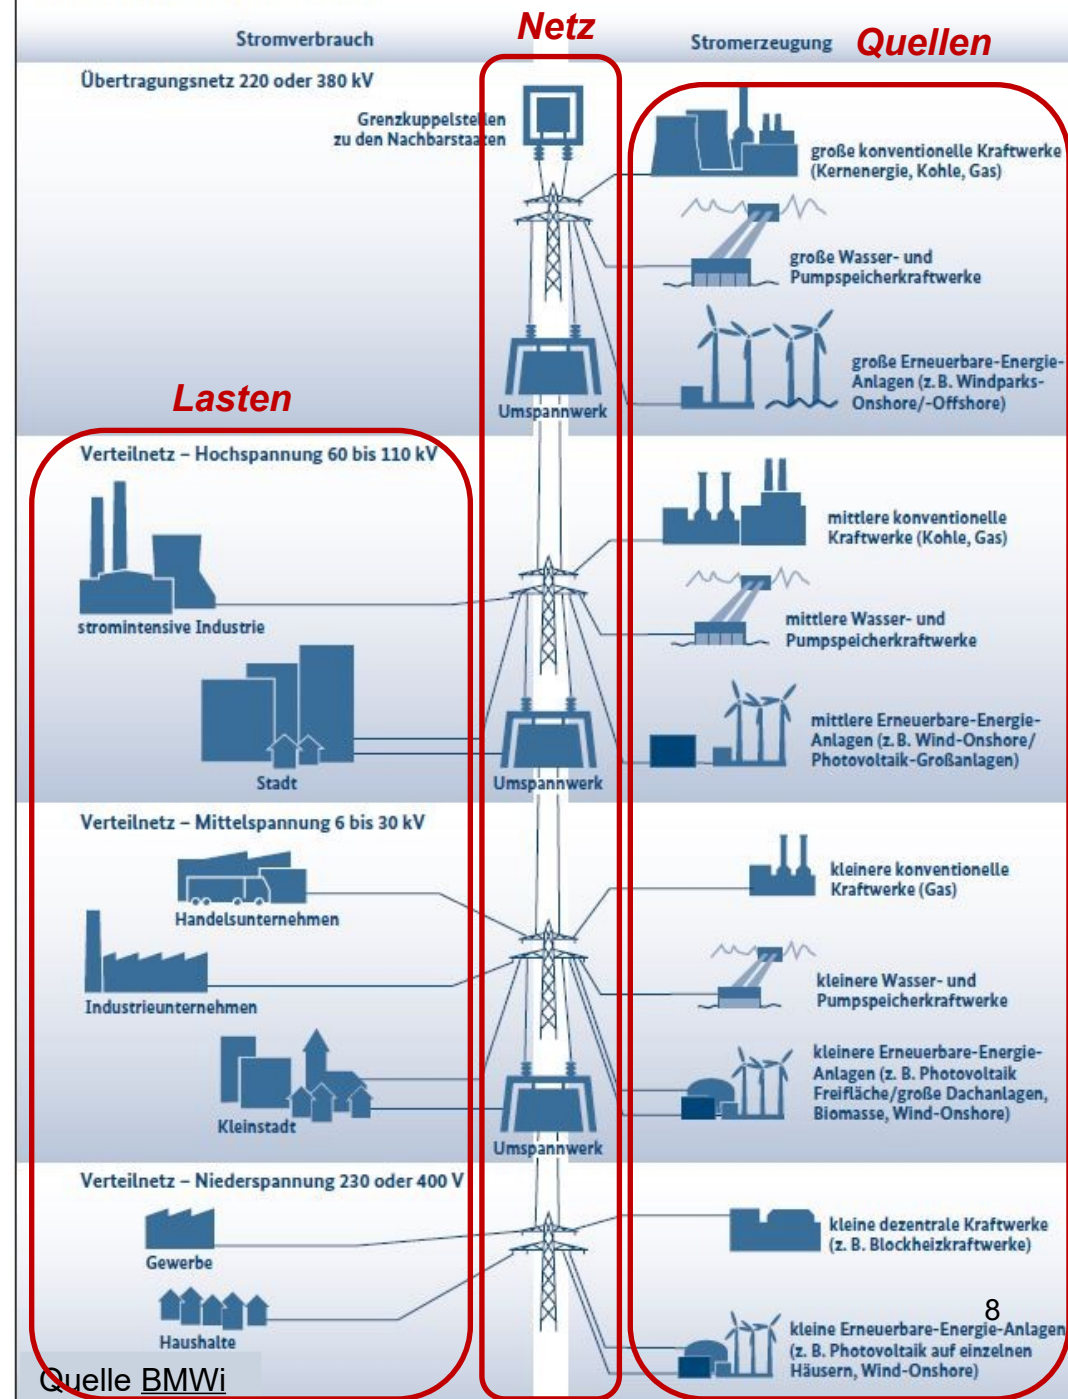 Netz
Stromverbrauch
Stromerzeugung
Quellen
Übertragungsnetz 220 oder 380 kV
Grenzkuppelstellen
zu den Nachbarstaaten
große konventionelle Kraftwerke
(Kernenergie, Kohle, Gas)
große Wasser- und
Pumpspeicherkraftwerke
große Erneuerbare-Energie-
Anlagen (z. B. Windparks-
Onshore/-Offshore)
Lasten
Umspannwerk
Verteilnetz – Hochspannung 60 bis 110 kV
stromintensive Industrie
Stadt
Umspannwerk
mittlere konventionelle
Kraftwerke (Kohle, Gas)
mittlere Wasser- und
Pumpspeicherkraftwerke
mittlere Erneuerbare-Energie-
Anlagen (z. B. Wind-Onshore/
Photovoltaik-Großanlagen)
Verteilnetz – Mittelspannung 6 bis 30 kV
Handelsunternehmen
Industrieunternehmen
Kleinstadt
Umspannwerk
kleinere konventionelle
Kraftwerke (Gas)
kleinere Wasser- und
Pumpspeicherkraftwerke
kleinere Erneuerbare-Energie-
Anlagen (z. B. Photovoltaik
Freifläche/große Dachanlagen,
Biomasse, Wind-Onshore)
Verteilnetz – Niederspannung 230 oder 400 V
Gewerbe
Haushalte
kleine dezentrale Kraftwerke
(z. B. Blockheizkraftwerke)
8
kleine Erneuerbare-Energie-Anlagen
(z. B. Photovoltaik auf einzelnen
Häusern, Wind-Onshore)
Quelle BMWi